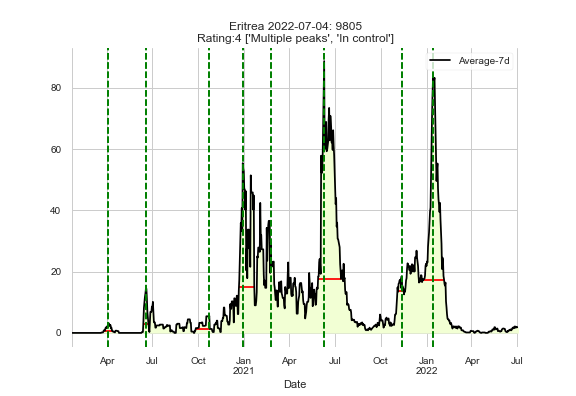 Eritrea 2022-07-04: 9805
Rating:4 ['Multiple peaks', 'In control']
Average-7d
80
60
40
20
0
Apr Jul Oct Jan Apr Jul Oct Jan Apr Jul
2021 2022
Date